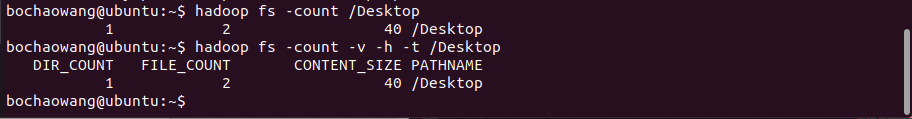 bochaowang@ubuntu:~$ hadoop fs -count /Desktop
           1            2                 40 /Desktop
bochaowang@ubuntu:~$ hadoop fs -count -v -h -t /Desktop
   DIR_COUNT   FILE_COUNT       CONTENT_SIZE PATHNAME
           1            2                 40 /Desktop
bochaowang@ubuntu:~$